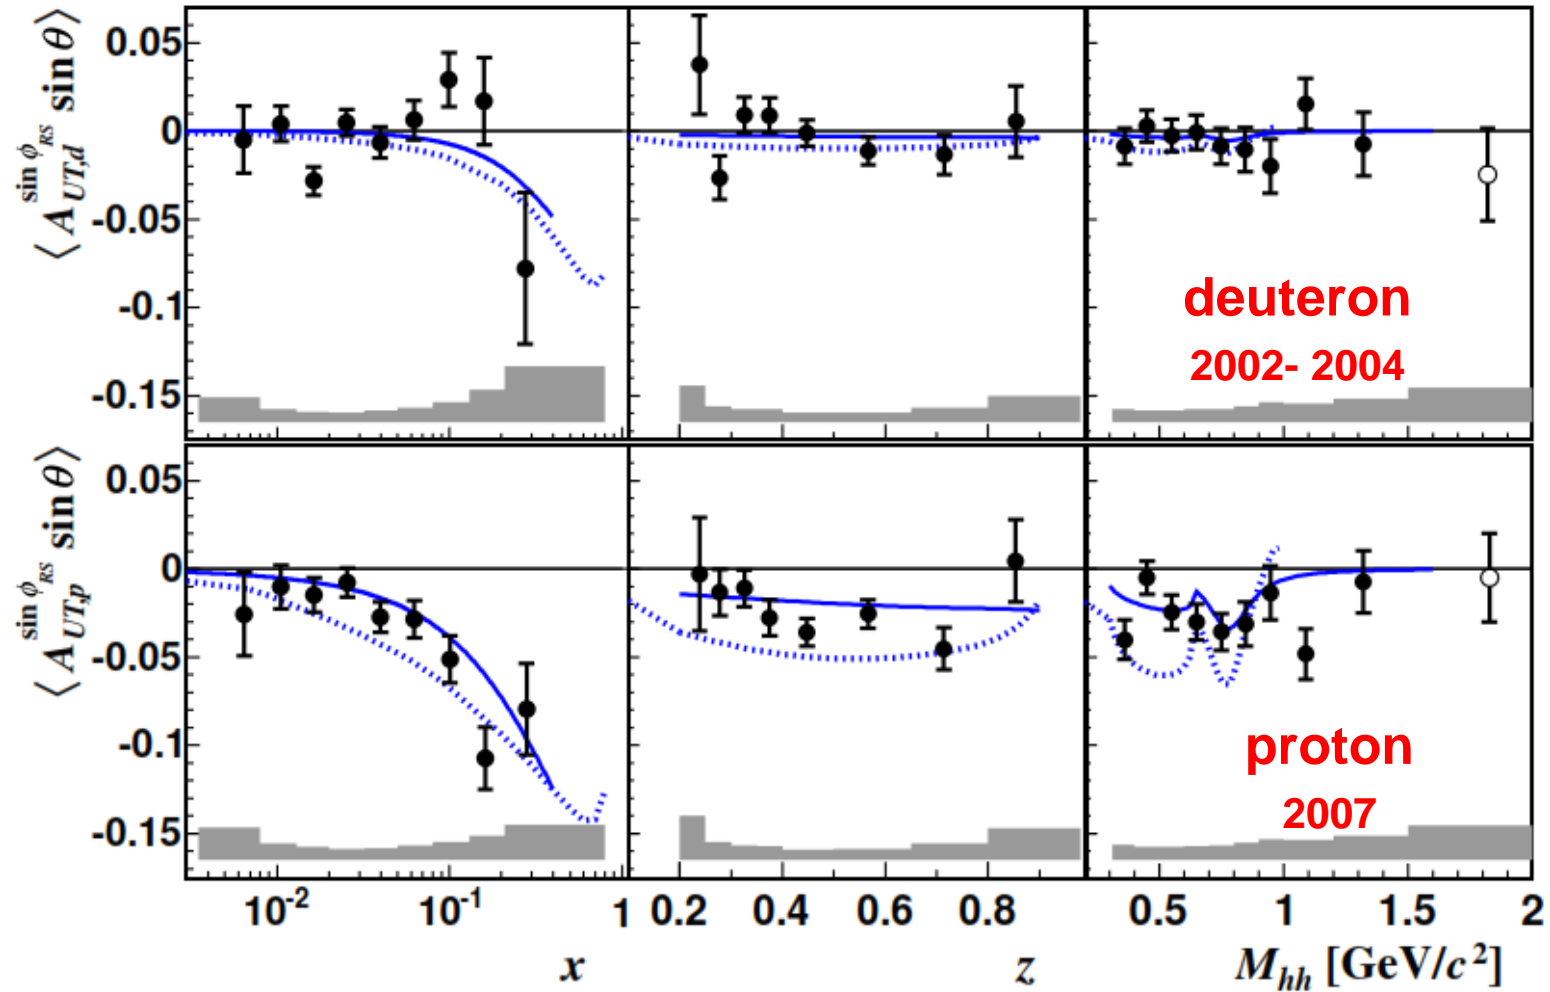 0.05
0
-0.05
-0.1
-0.15
⟨A^{sin ϕ_{RS}}_{UT,d} sin θ⟩
deuteron
2002- 2004
0.05
0
-0.05
-0.1
-0.15
⟨A^{sin ϕ_{RS}}_{UT,p} sin θ⟩
proton
2007
10^{-2} 10^{-1} 1 0.2 0.4 0.6 0.8 0.5 1 1.5 2
x z M_{hh} [GeV/c^{2}]